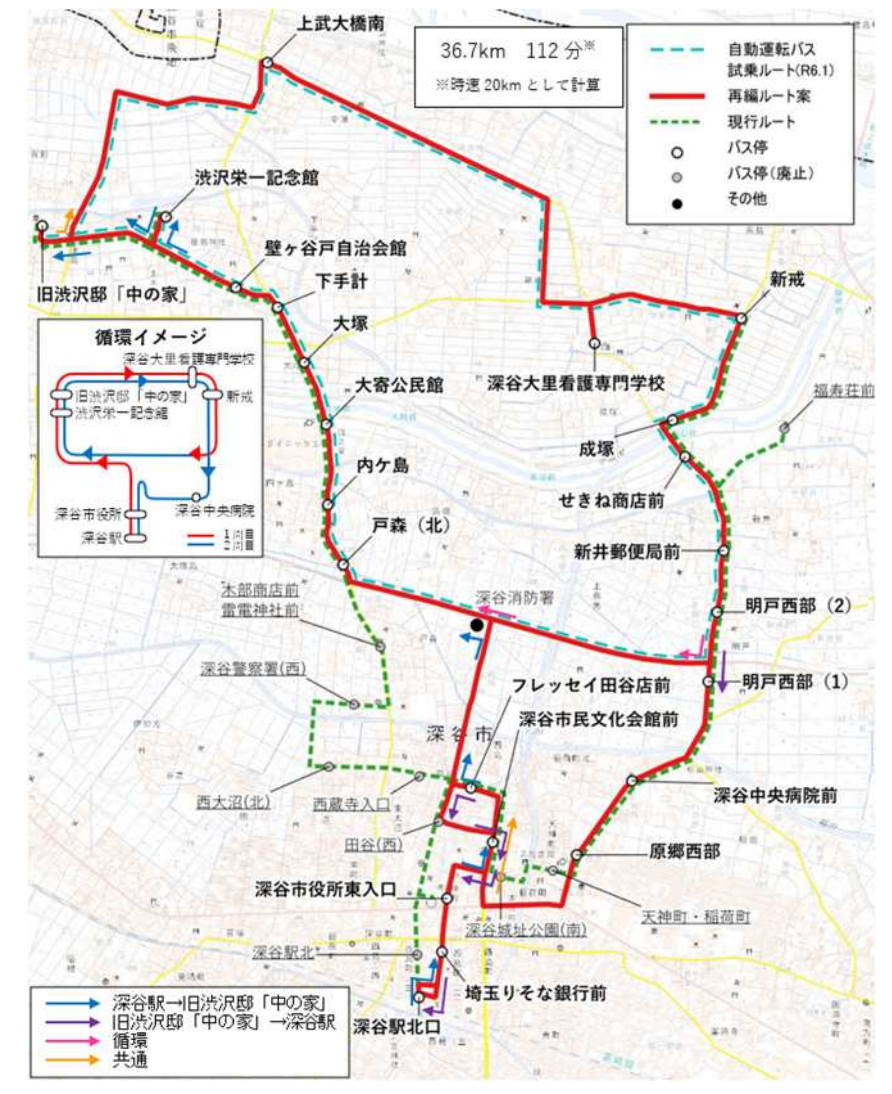 上武大橋南
36.7km　112分※
※時速20kmとして計算
自動運転バス
試乗ルート(R6.1)
再編ルート案
現行ルート
バス停
バス停(廃止)
その他
渋沢栄一記念館
壁ヶ谷戸自治会館
旧渋沢邸「中の家」
下手計
新戒
大塚
深谷大里看護専門学校
大寄公民館
福寿荘前
成塚
循環イメージ
深谷大里看護専門学校
旧渋沢邸「中の家」
新戒
渋沢栄一記念館
深谷市役所
深谷中央病院
深谷駅
1周目
2周目
内ケ島
せきね商店前
戸森（北）
新井郵便局前
木部商店前
雷電神社前
深谷消防署
明戸西部（2）
深谷警察署(西)
明戸西部（1）
フレッセイ田谷店前
深谷市
深谷市民文化会館前
西大沼(北)
西蔵寺入口
深谷中央病院前
田谷(西)
原郷西部
深谷市役所東入口
天神町・稲荷町
深谷城址公園(南)
深谷駅北
埼玉りそな銀行前
深谷駅北口
深谷駅→旧渋沢邸「中の家」
旧渋沢邸「中の家」→深谷駅
循環
共通